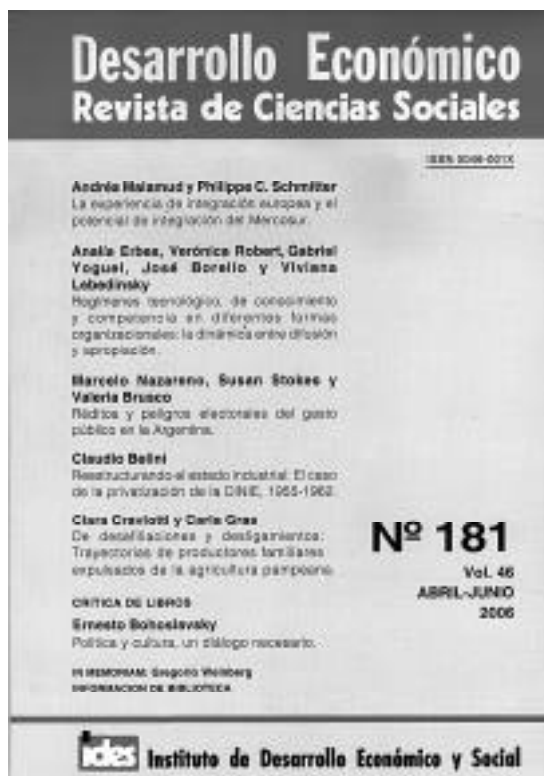 Desarrollo Económico
Revista de Ciencias Sociales
ISSN 0046-001X
Andrés Malamud y Philippe C. Schmitter
La experiencia de integración europea y el
potencial de integración del Mercosur.
Analía Erbes, Verónica Robert, Gabriel
Yoguel, José Borello y Viviana
Lebedinsky
Regímenes tecnológico, de conocimiento
y competencia en diferentes formas
organizacionales: la dinámica entre difusión
y apropiación.
Marcelo Nazareno, Susan Stokes y
Valeria Brusco
Réditos y peligros electorales del gasto
público en la Argentina.
Claudio Belini
Reestructurando el estado industrial: El caso
de la privatización de la DINIE, 1955-1962.
Clara Craviotti y Carla Gras
De desafiliaciones y desligamientos:
Trayectorias de productores familiares
expulsados de la agricultura pampeana.
CRITICA DE LIBROS
Ernesto Bohoslavsky
Política y cultura, un diálogo necesario.
IN MEMORIAM: Gregorio Weinberg
INFORMACION DE BIBLIOTECA
Nº 181
Vol. 46
ABRIL-JUNIO
2006
ides Instituto de Desarrollo Económico y Social